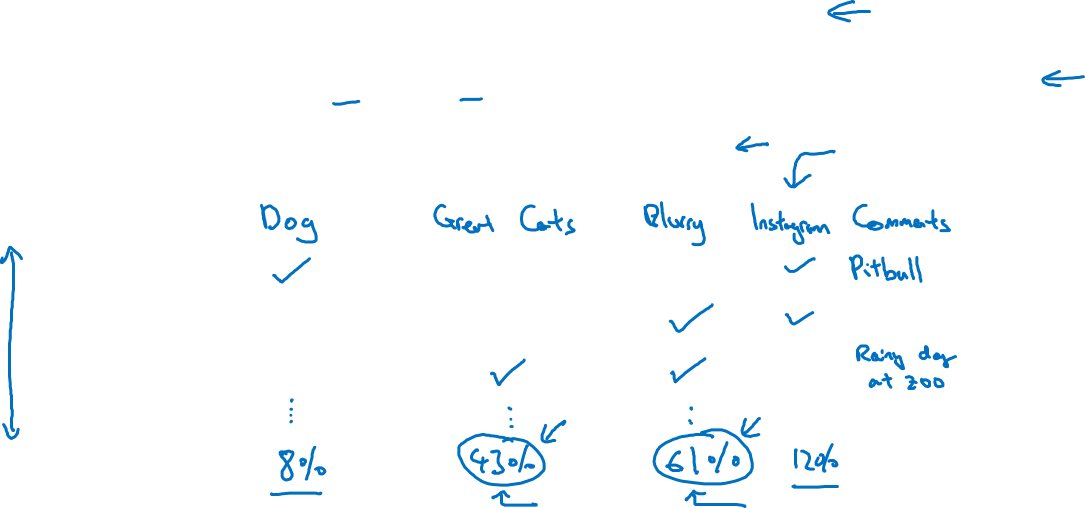 Dog Great Cats Blurry Instagram Comments
✓ ✓ Pitbull
✓ ✓
✓ ✓ Rainy day
at zoo
⋮ ⋮ ⋮
8% 43% 61% 12%